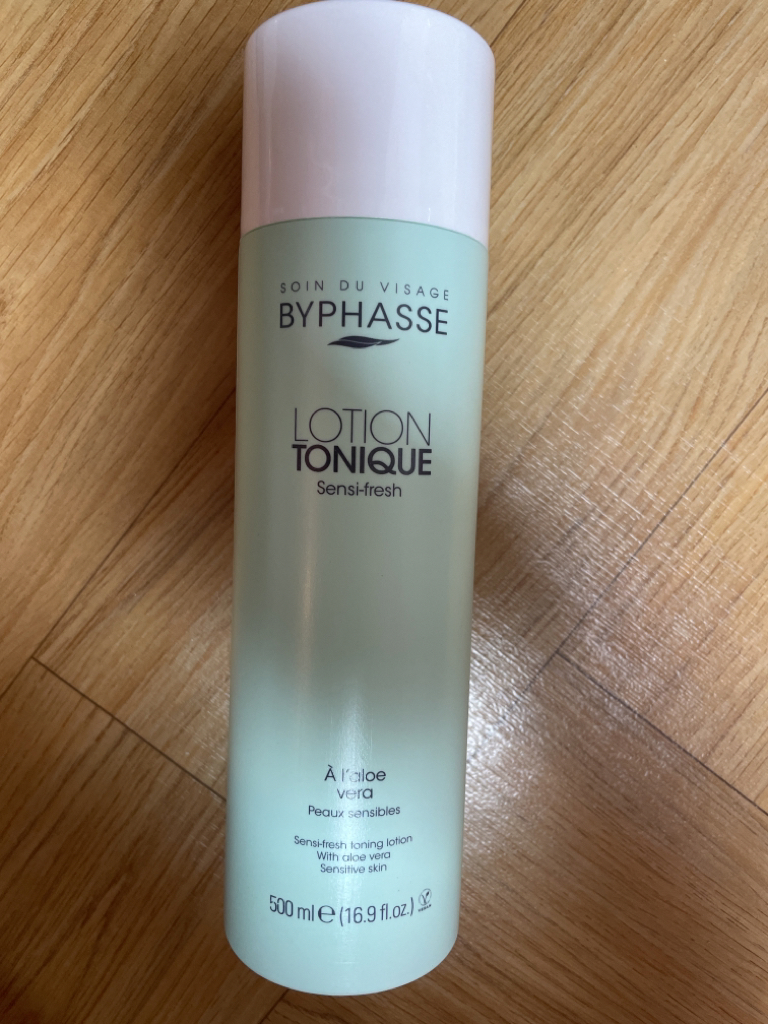 SOIN DU VISAGE
BYPHASSE
LOTION
TONIQUE
Sensi-fresh
À l'aloe
vera
Peaux sensibles
Sensi-fresh toning lotion
With aloe vera
Sensitive skin
500 ml e (16.9 fl.oz.)